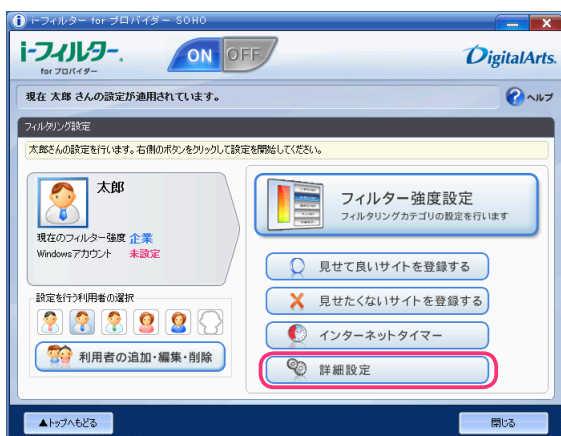 i-フィルター for プロバイダー SOHO
i-フィルター.
for プロバイダー
ON OFF
DigitalArts.
現在 太郎 さんの設定が適用されています。
ヘルプ
フィルタリング設定
太郎さんの設定を行います。右側のボタンをクリックして設定を開始してください。
太郎
現在のフィルター強度 企業
Windowsアカウント 未設定
設定を行う利用者の選択
利用者の追加・編集・削除
フィルター強度設定
フィルタリングカテゴリの設定を行います
見せて良いサイトを登録する
見せたくないサイトを登録する
インターネットタイマー
詳細設定
▲トップへもどる
閉じる